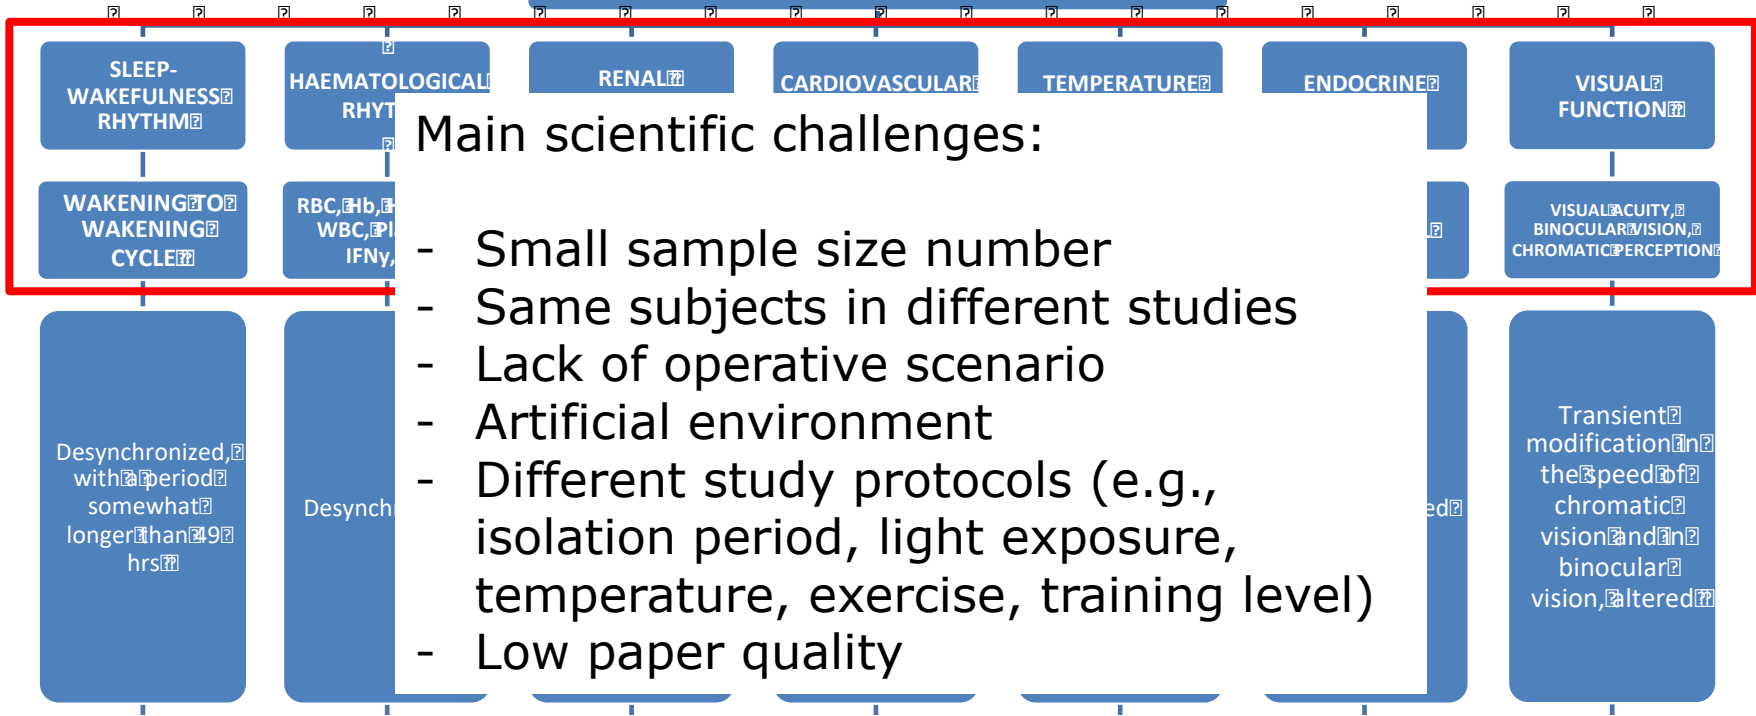 SLEEP-
WAKEFULNESS
RHYTHM
HAEMATOLOGICAL
RENAL
CARDIOVASCULAR
TEMPERATURE
ENDOCRINE
VISUAL
FUNCTION
WAKENING TO
WAKENING
CYCLE
RBC, Hb,
WBC,
IFNy,
VISUAL ACUITY,
BINOCULAR VISION,
CHROMATIC PERCEPTION
Main scientific challenges:
- Small sample size number
- Same subjects in different studies
- Lack of operative scenario
- Artificial environment
- Different study protocols (e.g.,
isolation period, light exposure,
temperature, exercise, training level)
- Low paper quality
Desynchronized,
with a period
somewhat
longer than 49
hrs
Transient
modification in
the speed of
chromatic
vision and in
binocular
vision, altered